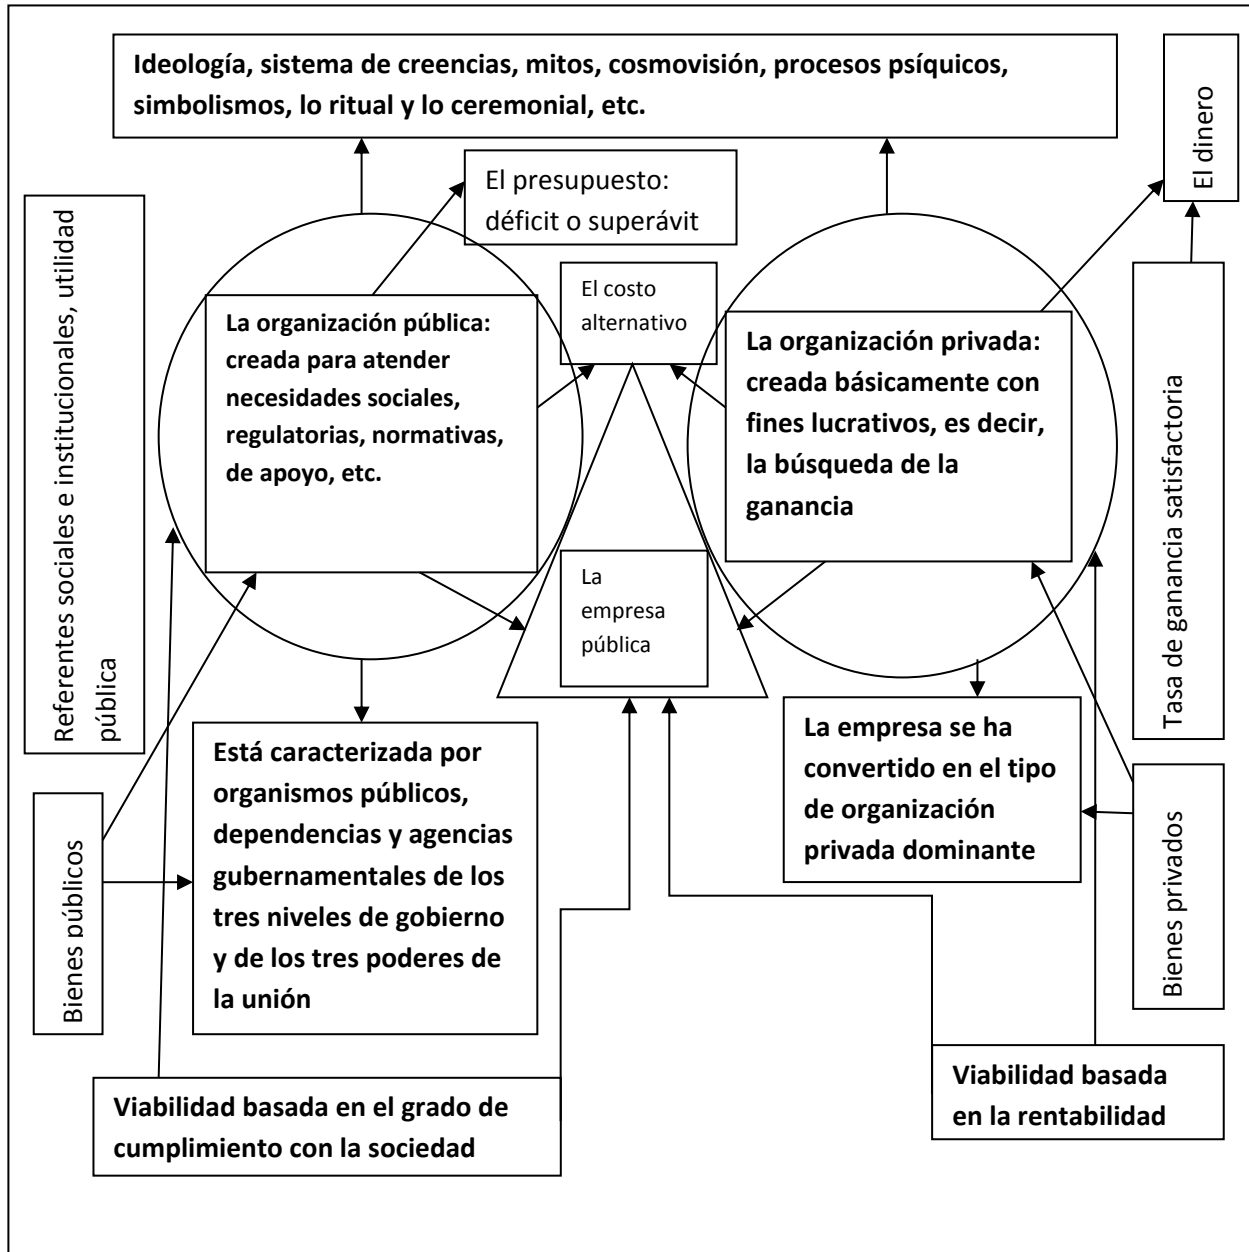 Ideología, sistema de creencias, mitos, cosmovisión, procesos psíquicos,
simbolismos, lo ritual y lo ceremonial, etc.
El dinero
El presupuesto:
déficit o superávit
Referentes sociales e institucionales, utilidad
pública
El costo
alternativo
La organización pública:
creada para atender
necesidades sociales,
regulatorias, normativas,
de apoyo, etc.
La organización privada:
creada básicamente con
fines lucrativos, es decir,
la búsqueda de la
ganancia
Tasa de ganancia satisfactoria
La
empresa
pública
Está caracterizada por
organismos públicos,
dependencias y agencias
gubernamentales de los
tres niveles de gobierno
y de los tres poderes de
la unión
La empresa se ha
convertido en el tipo
de organización
privada dominante
Bienes públicos
Bienes privados
Viabilidad basada en el grado de
cumplimiento con la sociedad
Viabilidad basada
en la rentabilidad